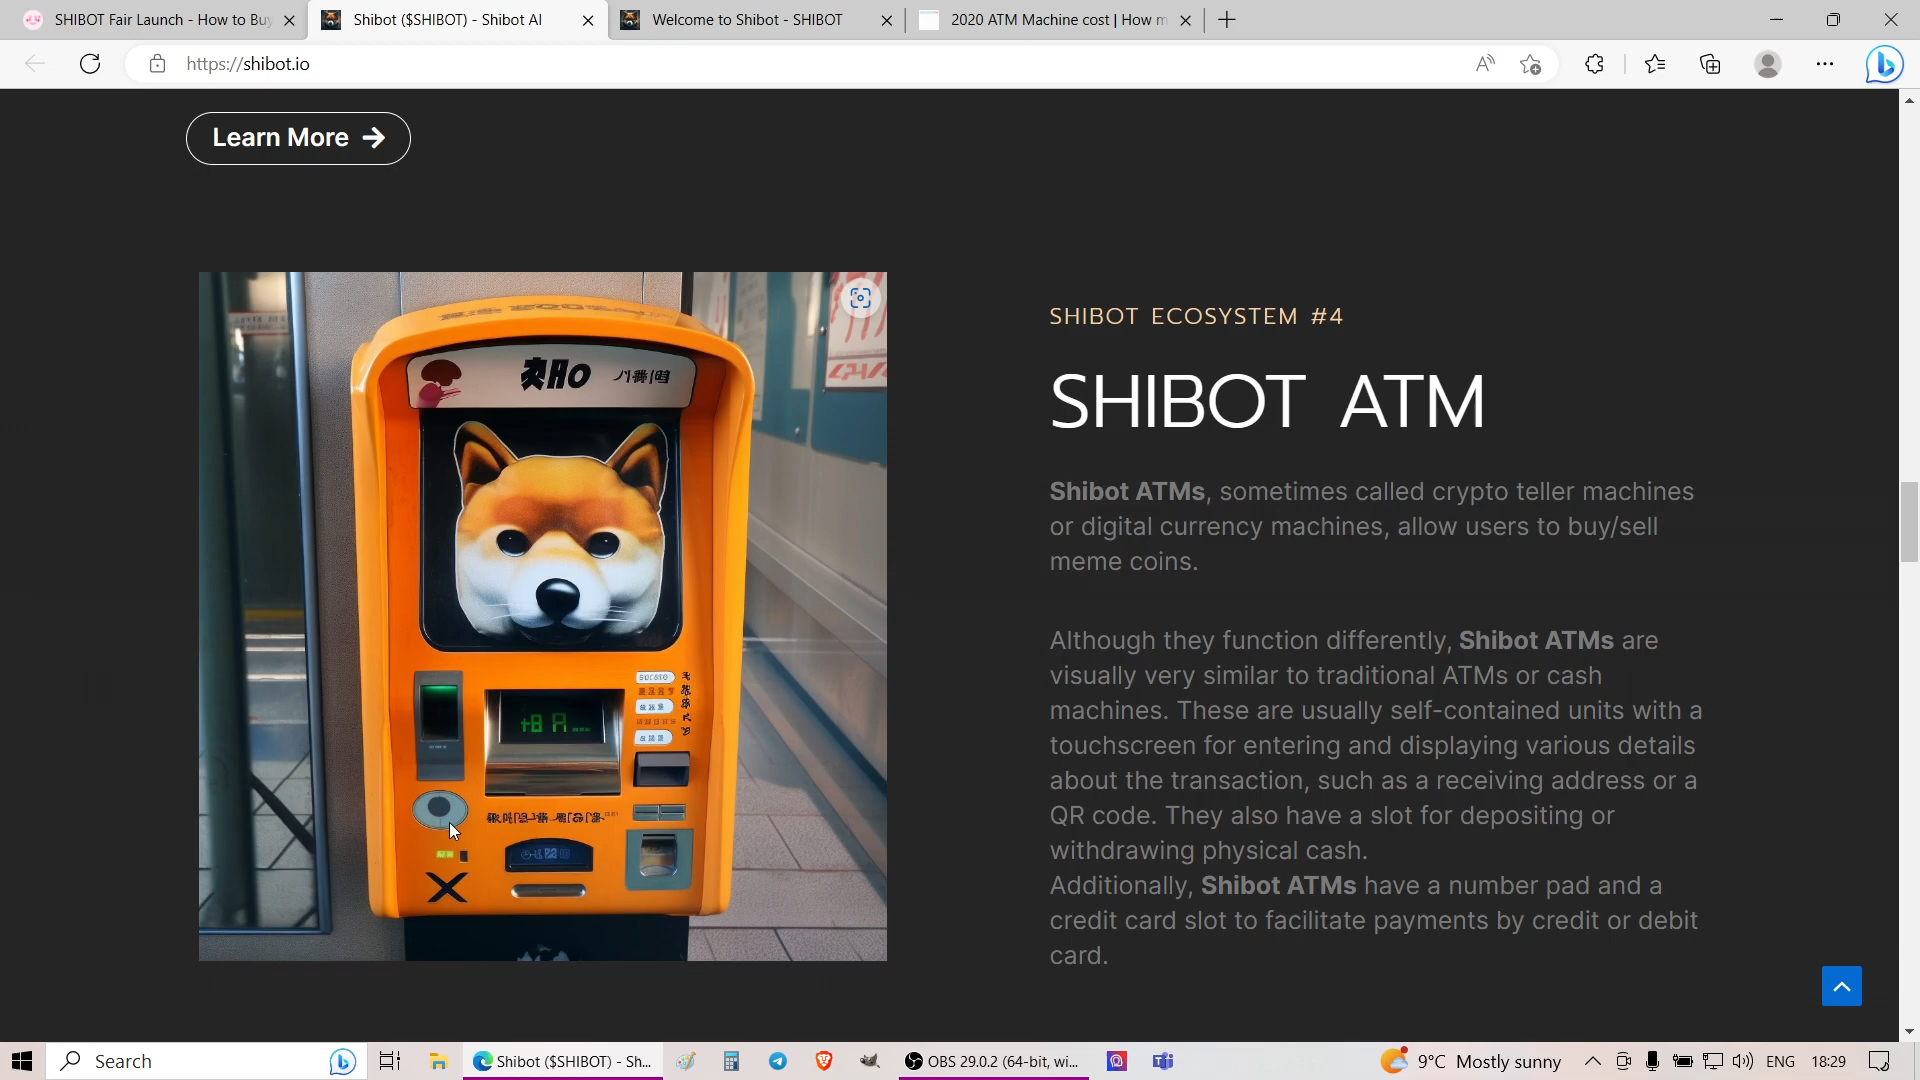 SHIBOT Fair Launch - How to Bu
Shibot ($SHIBOT) - Shibot AI
Welcome to Shibot - SHIBOT
2020 ATM Machine cost | How m
https://shibot.io
Learn More →
SHIBOT ECOSYSTEM #4
SHIBOT ATM
Shibot ATMs, sometimes called crypto teller machines
or digital currency machines, allow users to buy/sell
meme coins.
Although they function differently, Shibot ATMs are
visually very similar to traditional ATMs or cash
machines. These are usually self-contained units with a
touchscreen for entering and displaying various details
about the transaction, such as a receiving address or a
QR code. They also have a slot for depositing or
withdrawing physical cash.
Additionally, Shibot ATMs have a number pad and a
credit card slot to facilitate payments by credit or debit
card.
Search
Shibot ($SHIBOT) - Sh...
OBS 29.0.2 (64-bit, wi...
9°C Mostly sunny
ENG
18:29